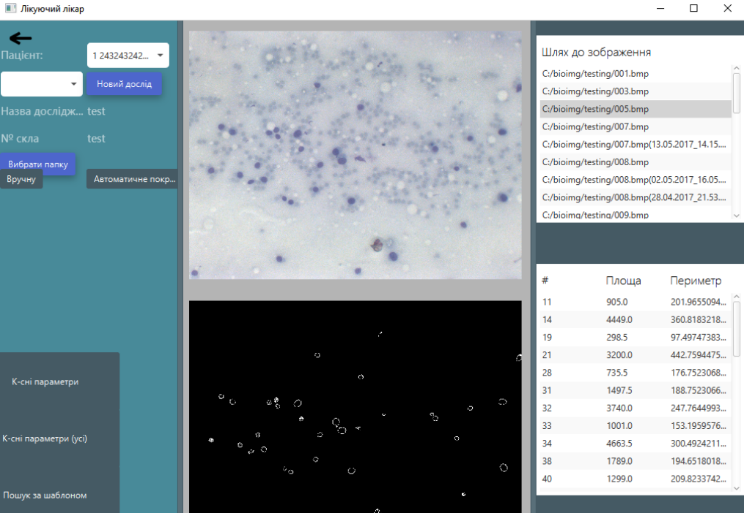 Лікуючий лікар
Пацієнт:
1 243243242...
Новий дослід
Назва дослідж... test
№ скла test
Вибрати папку
Вручну
Автоматичне покр...
К-сні параметри
К-сні параметри (усі)
Пошук за шаблоном
Шлях до зображення
C:/bioimg/testing/001.bmp
C:/bioimg/testing/003.bmp
C:/bioimg/testing/005.bmp
C:/bioimg/testing/007.bmp
C:/bioimg/testing/007.bmp(13.05.2017_14.15....
C:/bioimg/testing/008.bmp
C:/bioimg/testing/008.bmp(02.05.2017_16.05....
C:/bioimg/testing/008.bmp(28.04.2017_21.53....
C:/bioimg/testing/009.bmp
# Площа Периметр
11 905.0 201.9655094...
14 4449.0 360.8183218...
19 298.5 97.49747383...
21 3200.0 442.7594475...
28 735.5 176.7523068...
31 1497.5 188.7523066...
32 3740.0 247.7644993...
33 1001.0 153.1959576...
34 4663.5 300.4924211...
38 1789.0 194.6518018...
40 1299.0 209.8233742...